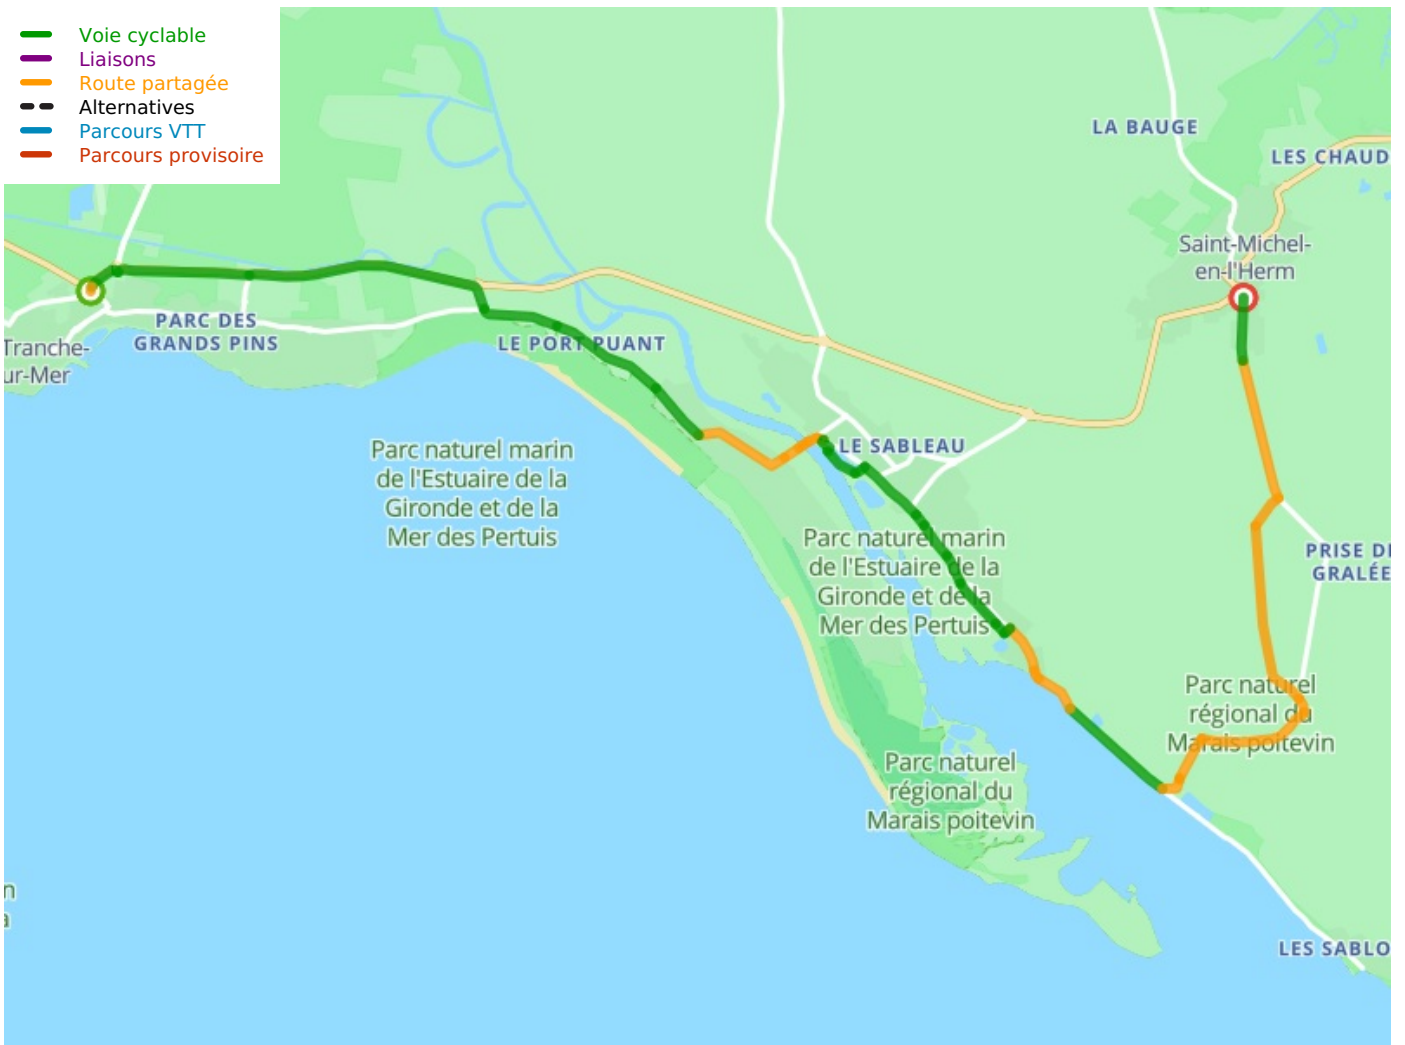 Voie cyclable
Liaisons
Route partagée
Alternatives
Parcours VTT
Parcours provisoire
LA BAUGE
LES CHAUD
Saint-Michel-
en-l'Herm
PARC DES
GRANDS PINS
Tranche-
ur-Mer
LE PORT PUANT
LE SABLEAU
Parc naturel marin
de l'Estuaire de la
Gironde et de la
Mer des Pertuis
Parc naturel marin
de l'Estuaire de la
Gironde et de la
Mer des Pertuis
PRISE DE
GRALÉE
Parc naturel
régional du
Marais poitevin
Parc naturel
régional du
Marais poitevin
n
a
LES SABLO